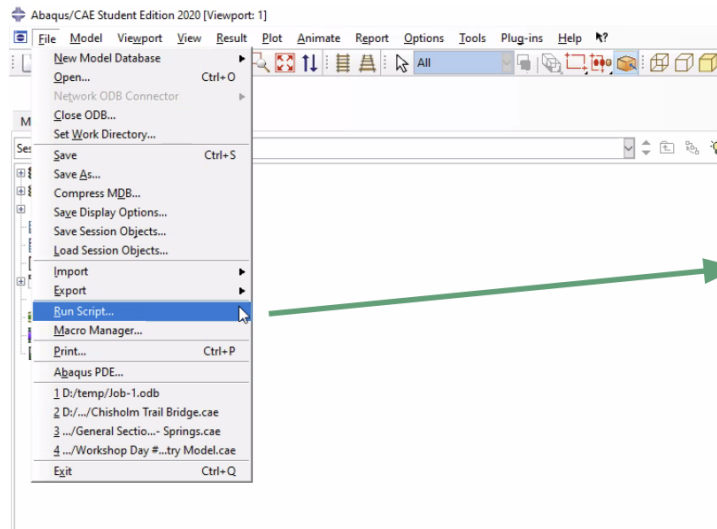 Abaqus/CAE Student Edition 2020 [Viewport: 1]
File Model Viewport View Result Plot Animate Report Options Tools Plug-ins Help ?
New Model Database
Open... Ctrl+O
All
Network ODB Connector
Close ODB...
M
Set Work Directory...
Ses
Save Ctrl+S
Save As...
Compress MDB...
Save Display Options...
Save Session Objects...
Load Session Objects...
Import
Export
Run Script...
Macro Manager...
Print... Ctrl+P
Abaqus PDE...
1 D:/temp/Job-1.odb
2 D:/.../Chisholm Trail Bridge.cae
3 .../General Sectio...- Springs.cae
4 .../Workshop Day #...try Model.cae
Exit Ctrl+Q